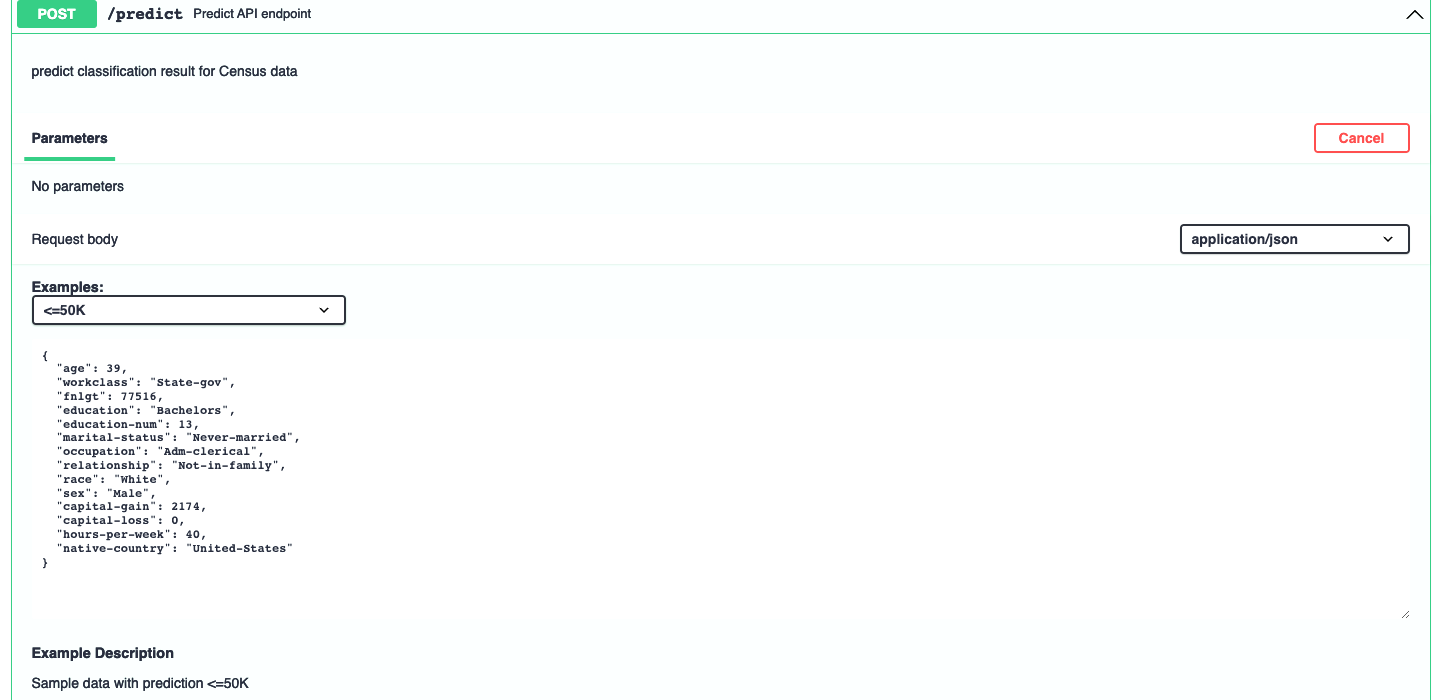 POST /predict Predict API endpoint
predict classification result for Census data
Parameters Cancel
No parameters
Request body application/json
Examples:
<=50K
{
"age": 39,
"workclass": "State-gov",
"fnlgt": 77516,
"education": "Bachelors",
"education-num": 13,
"marital-status": "Never-married",
"occupation": "Adm-clerical",
"relationship": "Not-in-family",
"race": "White",
"sex": "Male",
"capital-gain": 2174,
"capital-loss": 0,
"hours-per-week": 40,
"native-country": "United-States"
}
Example Description
Sample data with prediction <=50K